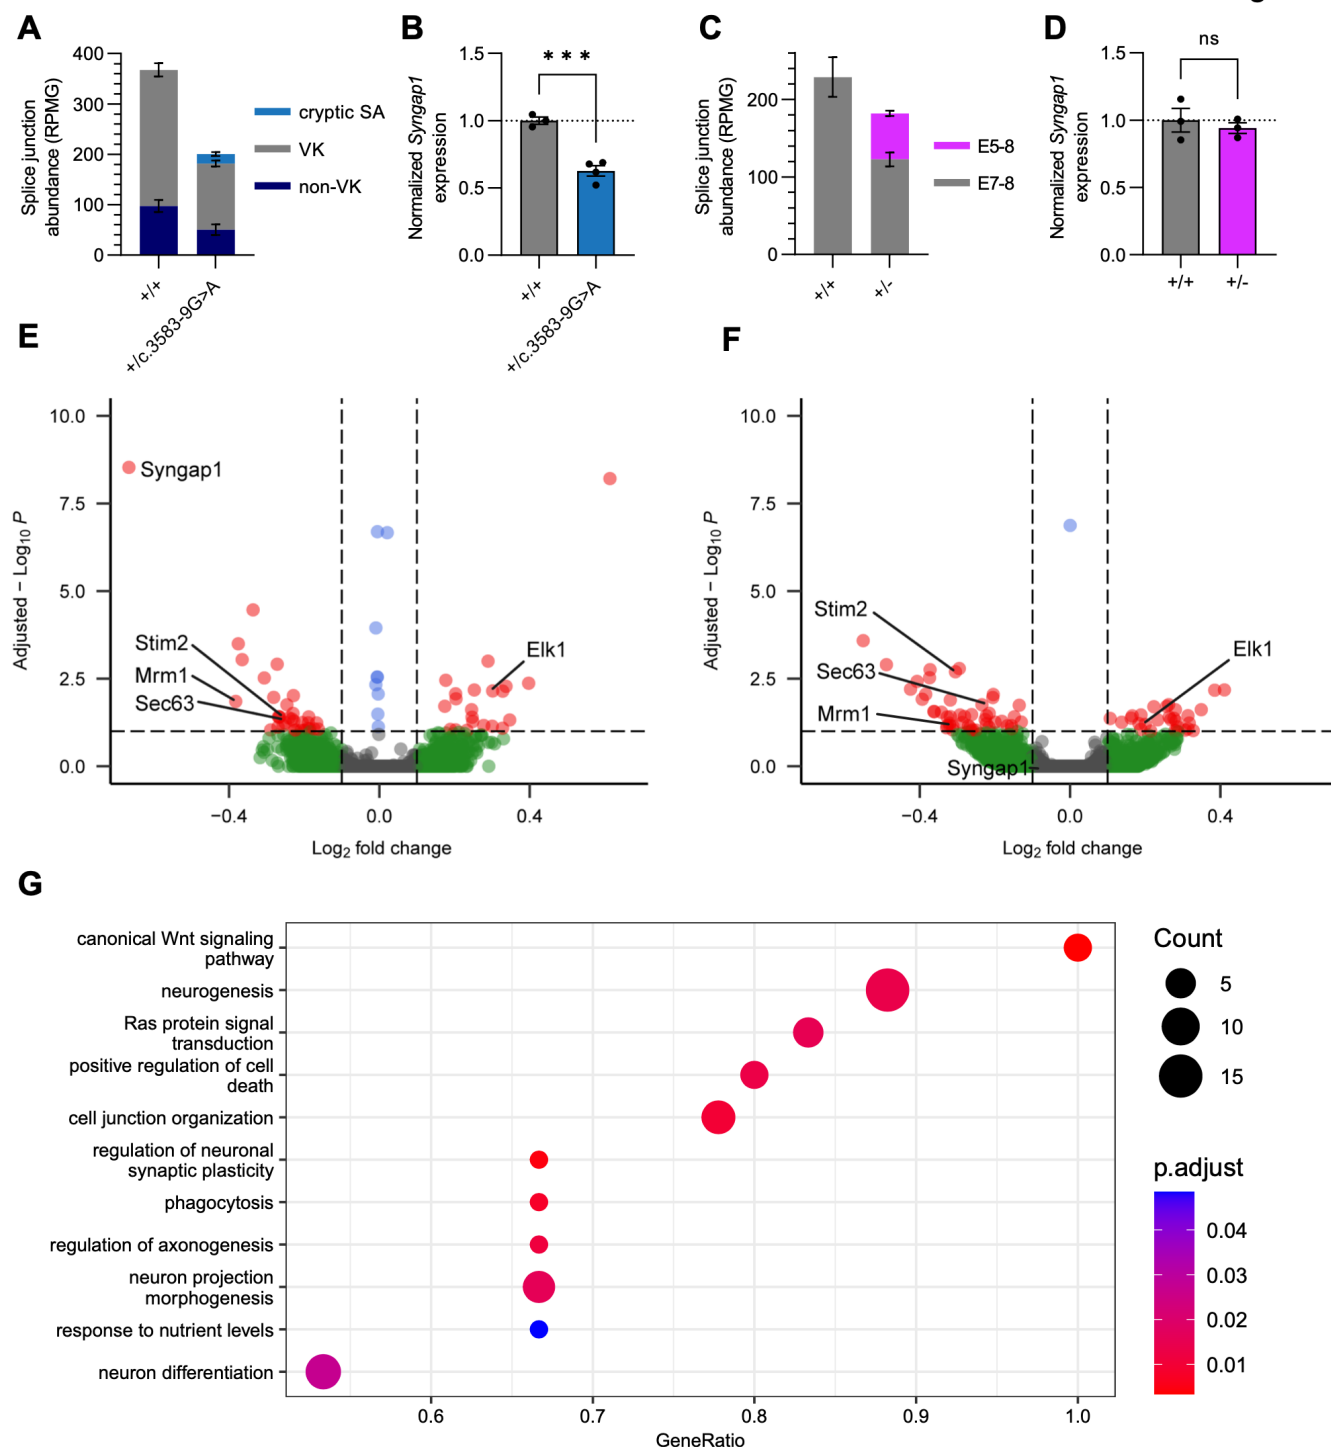 A
B
C
D
400
300
200
100
0
Splice junction
abundance (RPMG)
+/+
+/c.3583-9G>A
cryptic SA
VK
non-VK
1.5
1.0
0.5
0.0
Normalized Syngap1
expression
***
+/+
+/c.3583-9G>A
200
100
0
Splice junction
abundance (RPMG)
+/+
+/-
E5-8
E7-8
1.5
1.0
0.5
0.0
Normalized Syngap1
expression
ns
+/+
+/-
E
F
10.0
7.5
5.0
2.5
0.0
Adjusted − Log10 P
Syngap1
Stim2
Mrm1
Sec63
Elk1
−0.4
0.0
0.4
Log2 fold change
10.0
7.5
5.0
2.5
0.0
Adjusted − Log10 P
Stim2
Sec63
Mrm1
Syngap1
Elk1
−0.4
0.0
0.4
Log2 fold change
G
canonical Wnt signaling
pathway
neurogenesis
Ras protein signal
transduction
positive regulation of cell
death
cell junction organization
regulation of neuronal
synaptic plasticity
phagocytosis
regulation of axonogenesis
neuron projection
morphogenesis
response to nutrient levels
neuron differentiation
0.6
0.7
0.8
0.9
1.0
GeneRatio
Count
5
10
15
p.adjust
0.04
0.03
0.02
0.01